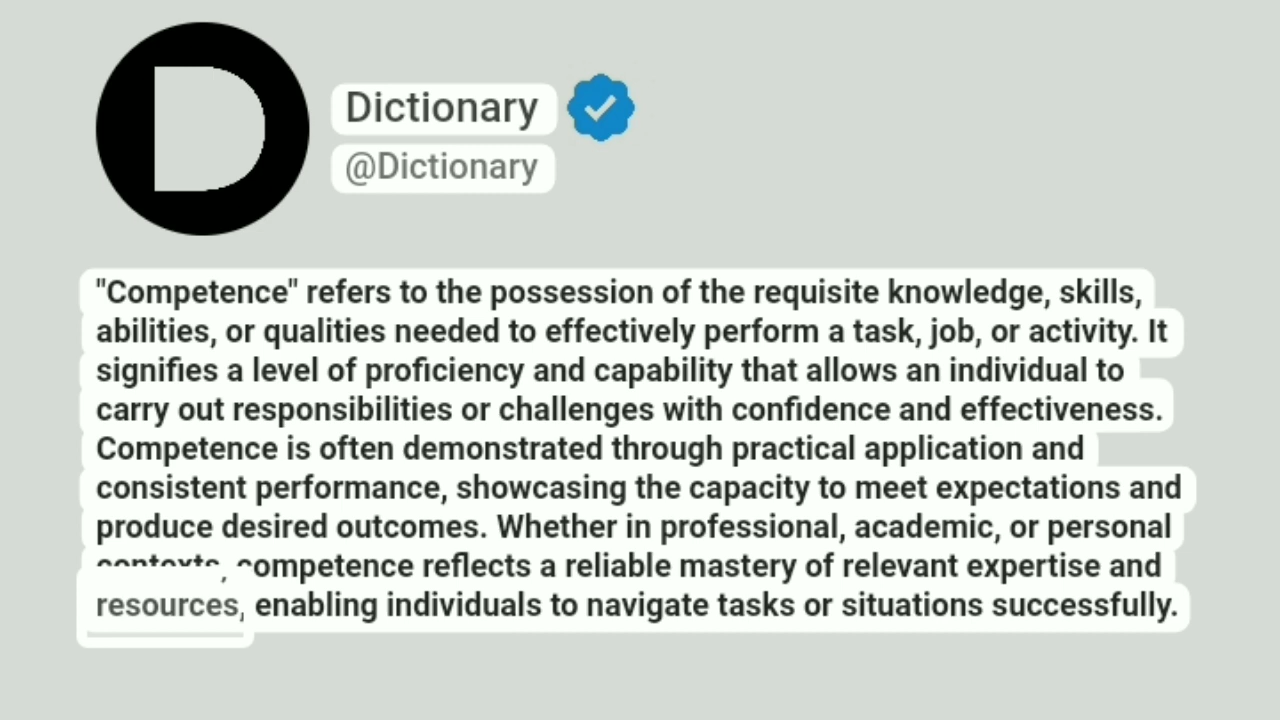 D
Dictionary
@Dictionary
"Competence" refers to the possession of the requisite knowledge, skills,
abilities, or qualities needed to effectively perform a task, job, or activity. It
signifies a level of proficiency and capability that allows an individual to
carry out responsibilities or challenges with confidence and effectiveness.
Competence is often demonstrated through practical application and
consistent performance, showcasing the capacity to meet expectations and
produce desired outcomes. Whether in professional, academic, or personal
contexts, competence reflects a reliable mastery of relevant expertise and
resources, enabling individuals to navigate tasks or situations successfully.